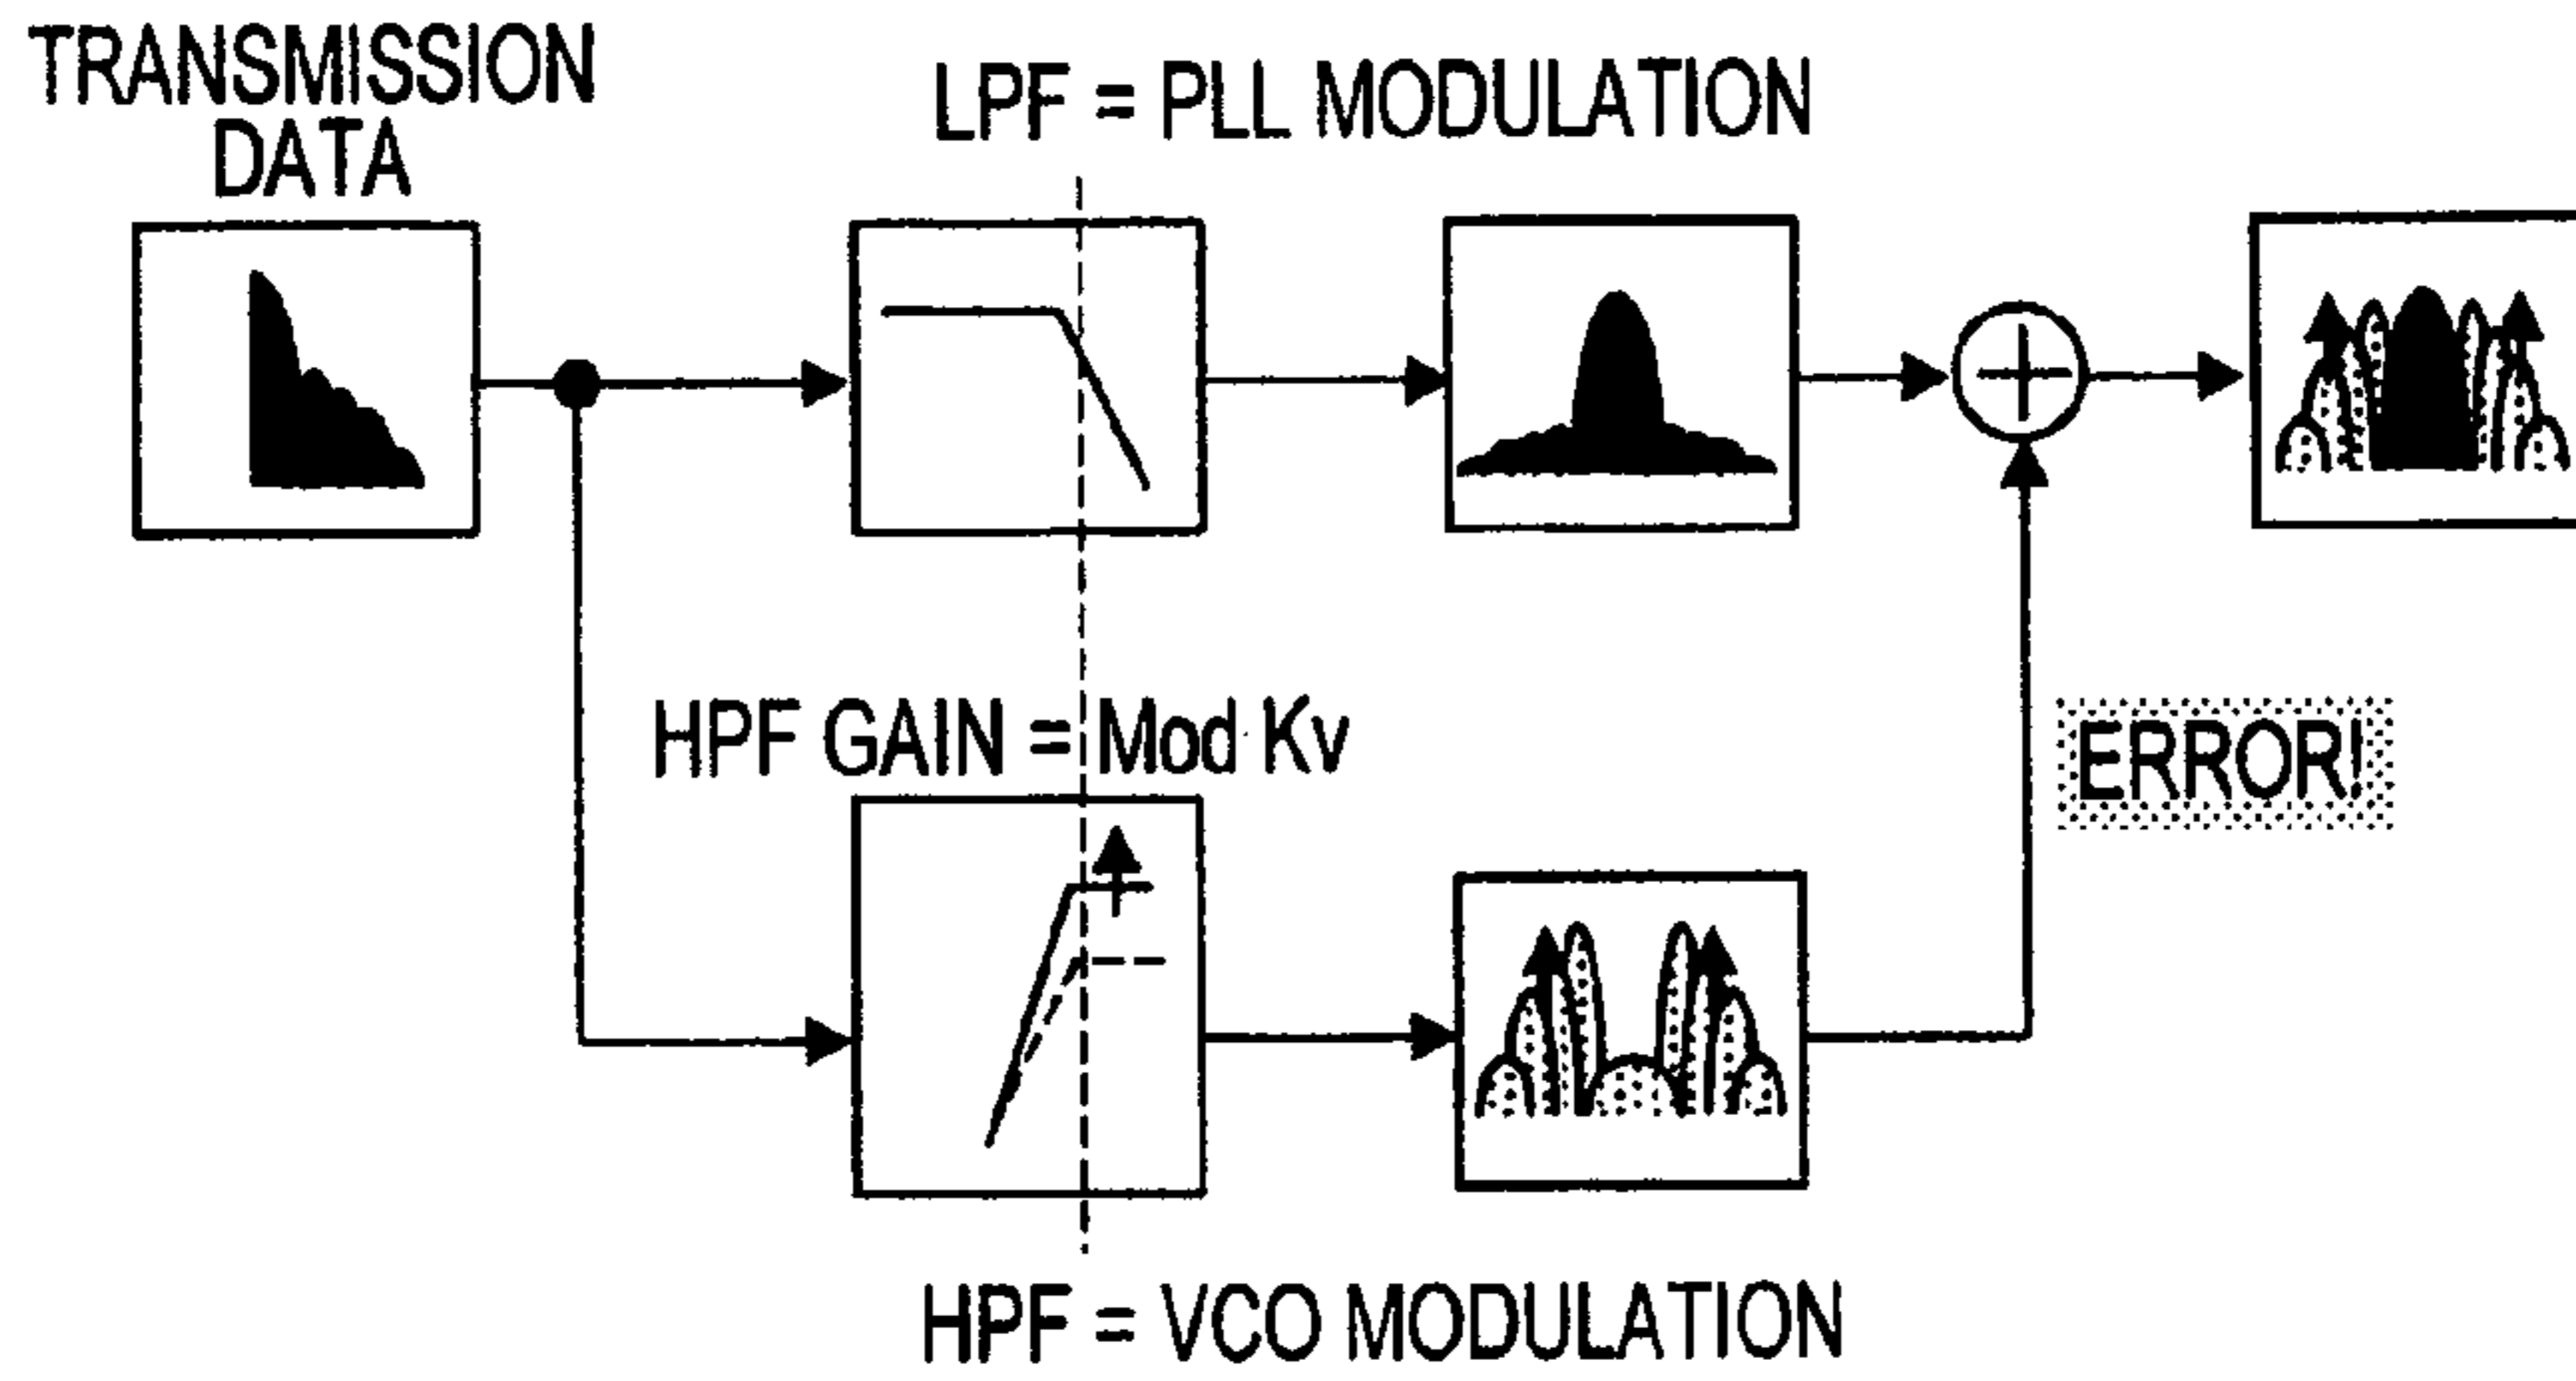 TRANSMISSION
DATA
LPF = PLL MODULATION
HPF GAIN = Mod Kv
ERROR!
HPF = VCO MODULATION